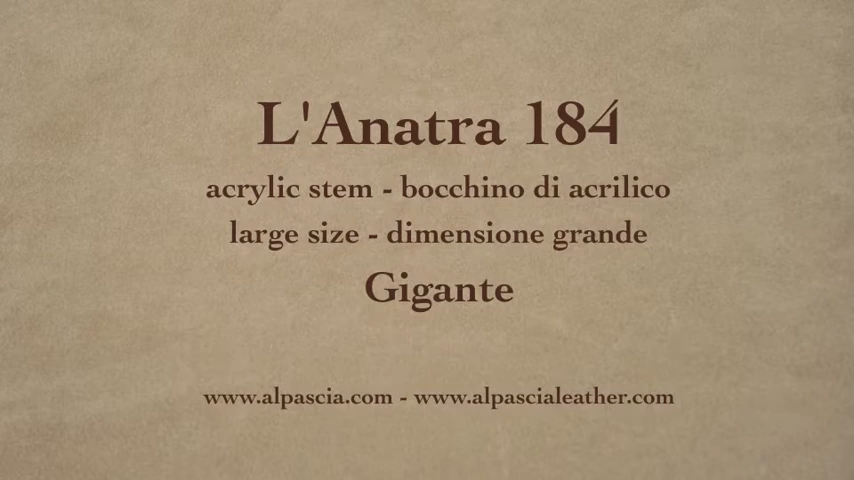 L'Anatra 184
acrylic stem - bocchino di acrilico
large size - dimensione grande
Gigante
www.alpascia.com - www.alpascialeather.com